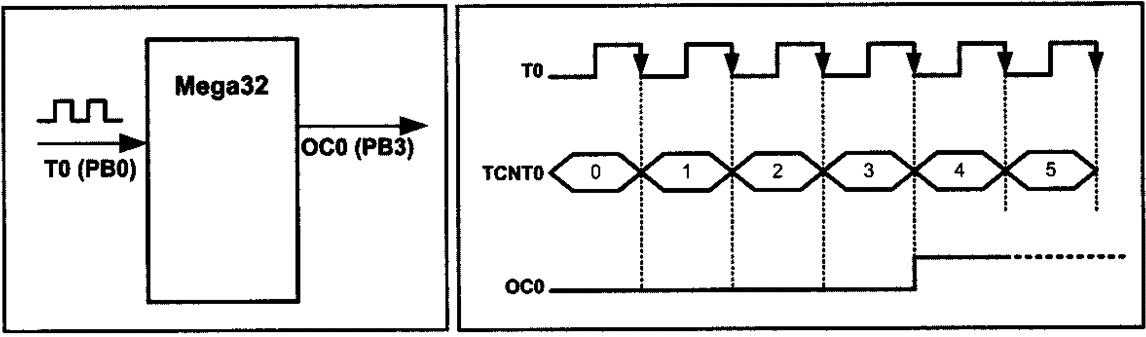 Mega32
T0 (PB0)
OC0 (PB3)
T0
TCNT0 0 1 2 3 4 5
OC0